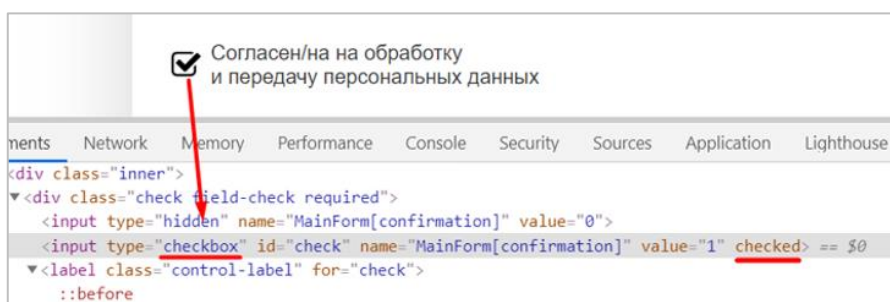 Согласен/на на обработку
и передачу персональных данных
ments Network Memory Performance Console Security Sources Application Lighthouse
<div class="inner">
▼<div class="check field-check required">
<input type="hidden" name="MainForm[confirmation]" value="0">
<input type="checkbox" id="check" name="MainForm[confirmation]" value="1" checked> == $0
▼<label class="control-label" for="check">
::before